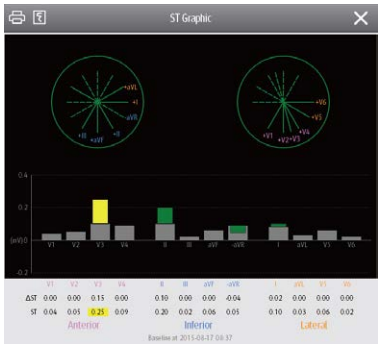 ST Graphic
+aVL
+I
-aVR
+II
+aVF
+III
+V6
+V5
+V4
+V3
+V2
+V1
0.4
0.2
(mV)0
-0.2
V1 V2 V3 V4 II III aVF -aVR I aVL V5 V6
V1 V2 V3 V4 II III aVF -aVR I aVL V5 V6
ΔST 0.00 0.00 0.15 0.00 0.10 0.00 0.00 -0.04 0.02 0.00 0.00 0.00
ST 0.04 0.05 0.25 0.09 0.20 0.02 0.06 0.05 0.10 0.03 0.06 0.02
Anterior Inferior Lateral
Baseline at 2015-08-17 04:37